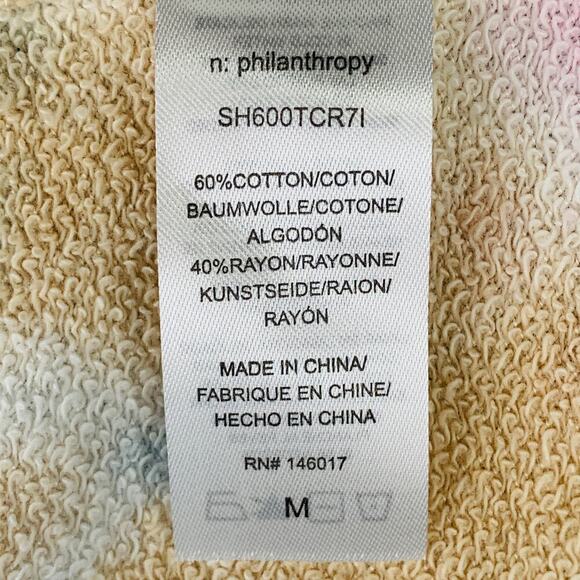 n: philanthropy
SH600TCR7I
60%COTTON/COTON/
BAUMWOLLE/COTONE/
ALGODÓN
40%RAYON/RAYONNE/
KUNSTSEIDE/RAION/
RAYÓN
MADE IN CHINA/
FABRIQUE EN CHINE/
HECHO EN CHINA
RN# 146017
M